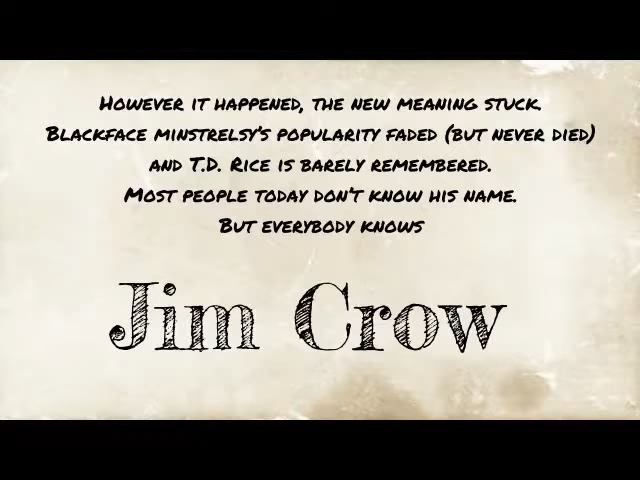 However it happened, the new meaning stuck.
Blackface minstrelsy's popularity faded (but never died)
and T.D. Rice is barely remembered.
Most people today don't know his name.
But everybody knows
Jim Crow